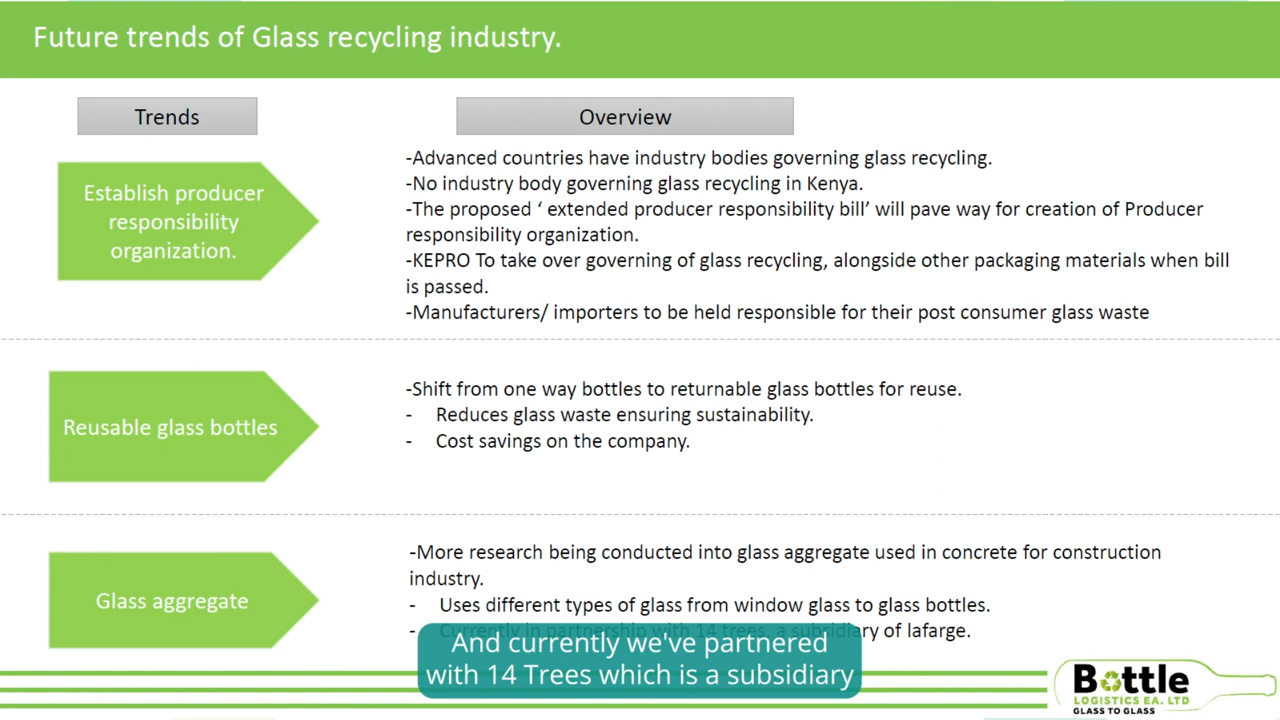 Future trends of Glass recycling industry.
Trends
Overview
Establish producer
responsibility
organization.
-Advanced countries have industry bodies governing glass recycling.
-No industry body governing glass recycling in Kenya.
-The proposed ‘ extended producer responsibility bill’ will pave way for creation of Producer
responsibility organization.
-KEPRO To take over governing of glass recycling, alongside other packaging materials when bill
is passed.
-Manufacturers/ importers to be held responsible for their post consumer glass waste
Reusable glass bottles
-Shift from one way bottles to returnable glass bottles for reuse.
- Reduces glass waste ensuring sustainability.
- Cost savings on the company.
Glass aggregate
-More research being conducted into glass aggregate used in concrete for construction
industry.
- Uses different types of glass from window glass to glass bottles.
- Currently in partnership with 14 trees, a subsidiary of lafarge.
And currently we've partnered
with 14 Trees which is a subsidiary
Bottle
LOGISTICS EA. LTD
GLASS TO GLASS